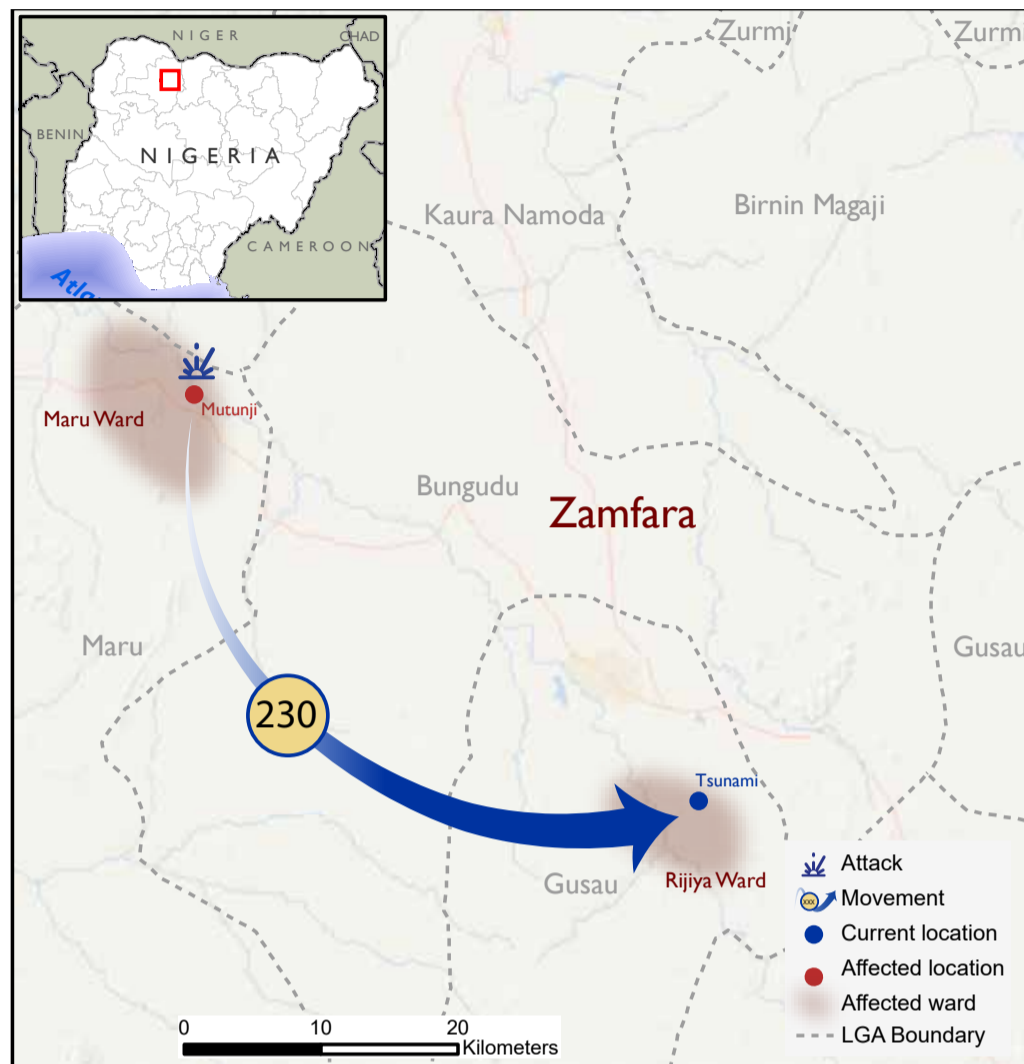 NIGER
CHAD
BENIN
NIGERIA
CAMEROON
Zurmi
Zurmi
Kaura Namoda
Birnin Magaji
Mutunji
Maru Ward
Bungudu
Zamfara
Maru
Gusau
230
Tsunami
Gusau
Rijiya Ward
Attack
xxx Movement
Current location
Affected location
Affected ward
LGA Boundary
0 10 20
Kilometers